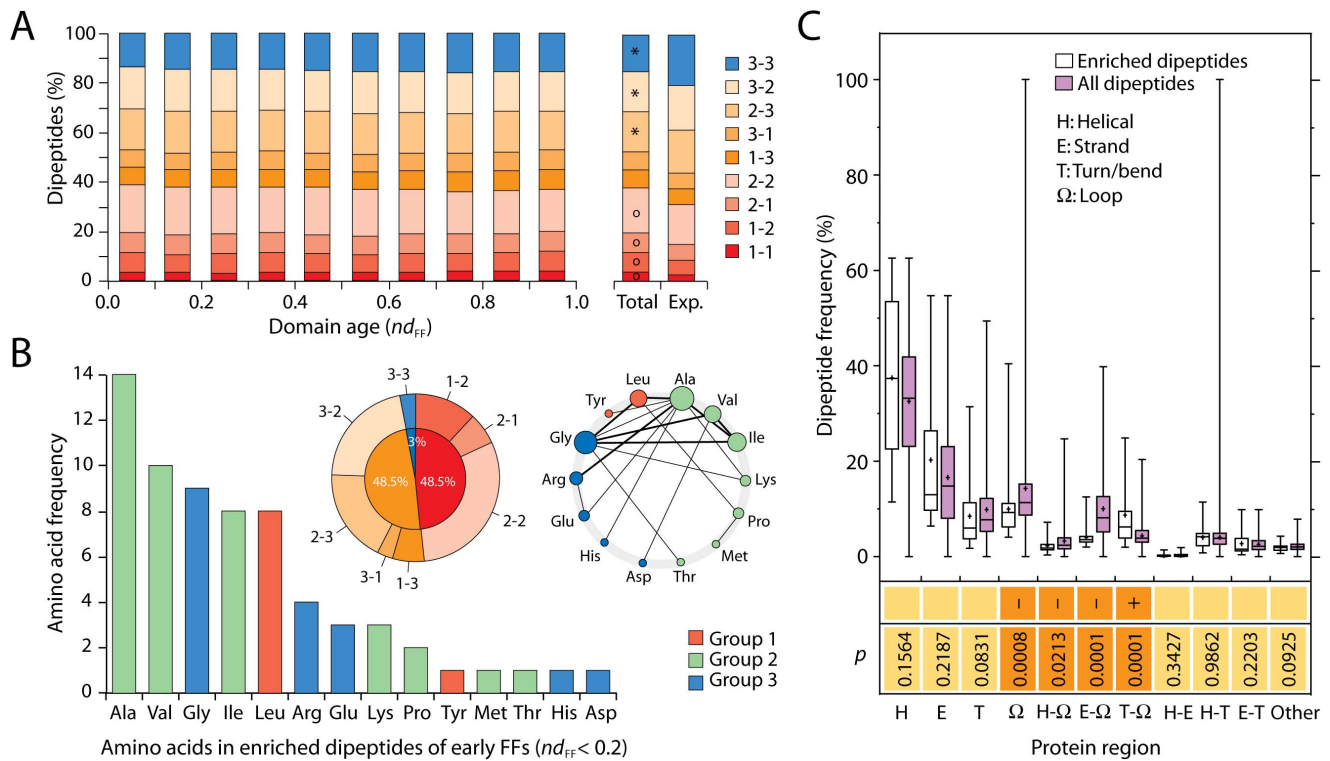 A
Dipeptides (%)
100
80
60
40
20
0
0.0
0.2
0.4
0.6
0.8
1.0
Domain age (nd_FF)
*
*
*
o
o
o
o
Total
Exp.
3-3
3-2
2-3
3-1
1-3
2-2
2-1
1-2
1-1
B
Amino acid frequency
14
12
10
8
6
4
2
0
Ala
Val
Gly
Ile
Leu
Arg
Glu
Lys
Pro
Tyr
Met
Thr
His
Asp
Amino acids in enriched dipeptides of early FFs (nd_FF < 0.2)
3-3
1-2
2-1
2-2
1-3
3-1
2-3
3-2
3%
48.5%
48.5%
Leu
Ala
Val
Ile
Lys
Pro
Met
Thr
Asp
His
Glu
Arg
Gly
Tyr
Group 1
Group 2
Group 3
C
Dipeptide frequency (%)
100
80
60
40
20
0
Enriched dipeptides
All dipeptides
H: Helical
E: Strand
T: Turn/bend
Ω: Loop
– – – +
p
0.1564
0.2187
0.0831
0.0008
0.0213
0.0001
0.0001
0.3427
0.9862
0.2203
0.0925
H
E
T
Ω
H-Ω
E-Ω
T-Ω
H-E
H-T
E-T
Other
Protein region